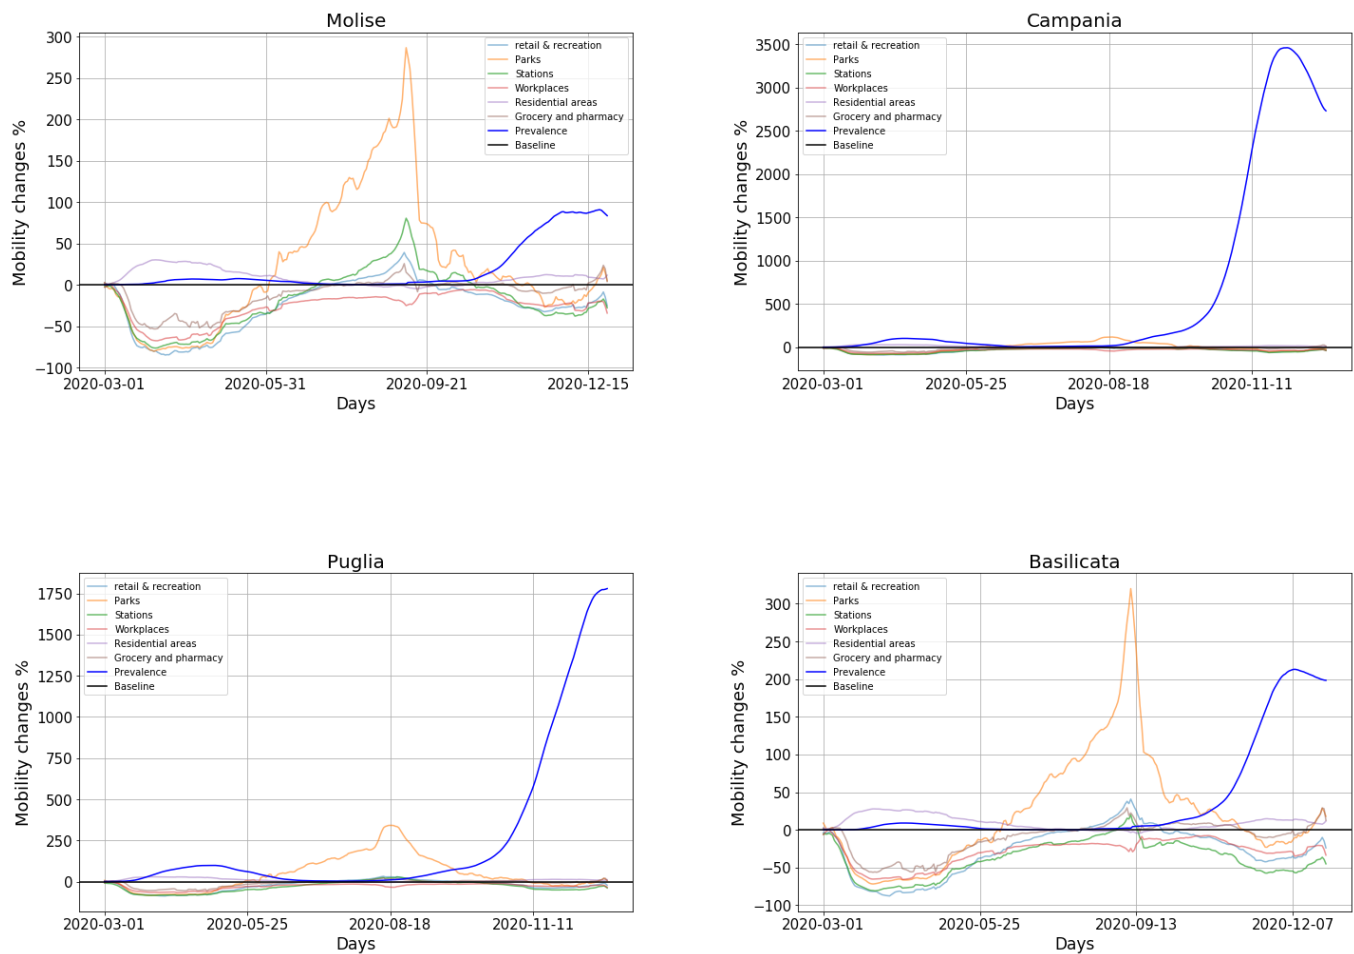 Molise
Mobility changes %
300
250
200
150
100
50
0
−50
−100
retail & recreation
Parks
Stations
Workplaces
Residential areas
Grocery and pharmacy
Prevalence
Baseline
2020-03-01 2020-05-31 2020-09-21 2020-12-15
Days
Campania
Mobility changes %
3500
3000
2500
2000
1500
1000
500
0
retail & recreation
Parks
Stations
Workplaces
Residential areas
Grocery and pharmacy
Prevalence
Baseline
2020-03-01 2020-05-25 2020-08-18 2020-11-11
Days
Puglia
Mobility changes %
1750
1500
1250
1000
750
500
250
0
retail & recreation
Parks
Stations
Workplaces
Residential areas
Grocery and pharmacy
Prevalence
Baseline
2020-03-01 2020-05-25 2020-08-18 2020-11-11
Days
Basilicata
Mobility changes %
300
250
200
150
100
50
0
−50
−100
retail & recreation
Parks
Stations
Workplaces
Residential areas
Grocery and pharmacy
Prevalence
Baseline
2020-03-01 2020-05-25 2020-09-13 2020-12-07
Days